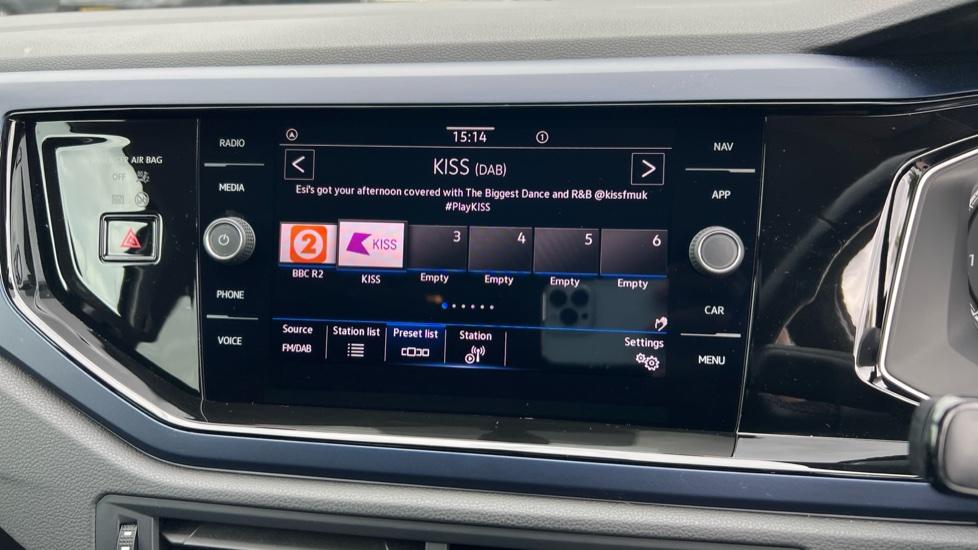 15:14
1
<
KISS (DAB)
>
Esi's got your afternoon covered with The Biggest Dance and R&B @kissfmuk
#PlayKISS
2
KISS
3
4
5
6
BBC R2
KISS
Empty
Empty
Empty
Empty
Source
FM/DAB
Station list
Preset list
Station
Settings
RADIO
MEDIA
PHONE
VOICE
NAV
APP
CAR
MENU
AIR BAG
OFF
1